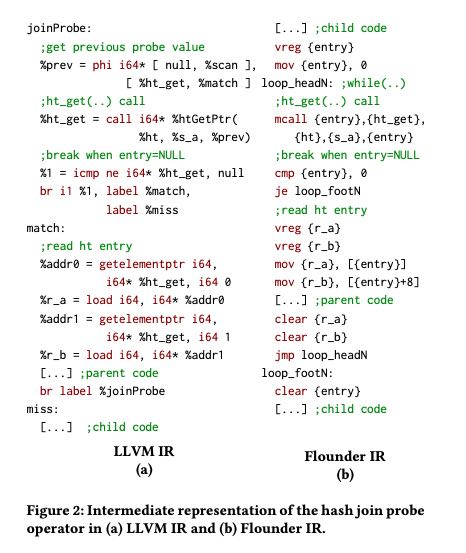 joinProbe:
;get previous probe value
%prev = phi i64* [ null, %scan ],
[ %ht_get, %match ]
;ht_get(..) call
%ht_get = call i64* %htGetPtr(
%ht, %s_a, %prev)
;break when entry=NULL
%1 = icmp ne i64* %ht_get, null
br i1 %1, label %match,
label %miss
match:
;read ht entry
%addr0 = getelementptr i64,
i64* %ht_get, i64 0
%r_a = load i64, i64* %addr0
%addr1 = getelementptr i64,
i64* %ht_get, i64 1
%r_b = load i64, i64* %addr1
[...] ;parent code
br label %joinProbe
miss:
[...] ;child code
LLVM IR
(a)
[...] ;child code
vreg {entry}
mov {entry}, 0
loop_headN: ;while(..)
;ht_get(..) call
mcall {entry},{ht_get},
{ht},{s_a},{entry}
;break when entry=NULL
cmp {entry}, 0
je loop_footN
;read ht entry
vreg {r_a}
vreg {r_b}
mov {r_a}, [{entry}]
mov {r_b}, [{entry}+8]
[...] ;parent code
clear {r_a}
clear {r_b}
jmp loop_headN
loop_footN:
clear {entry}
[...] ;child code
Flounder IR
(b)
Figure 2: Intermediate representation of the hash join probe
operator in (a) LLVM IR and (b) Flounder IR.